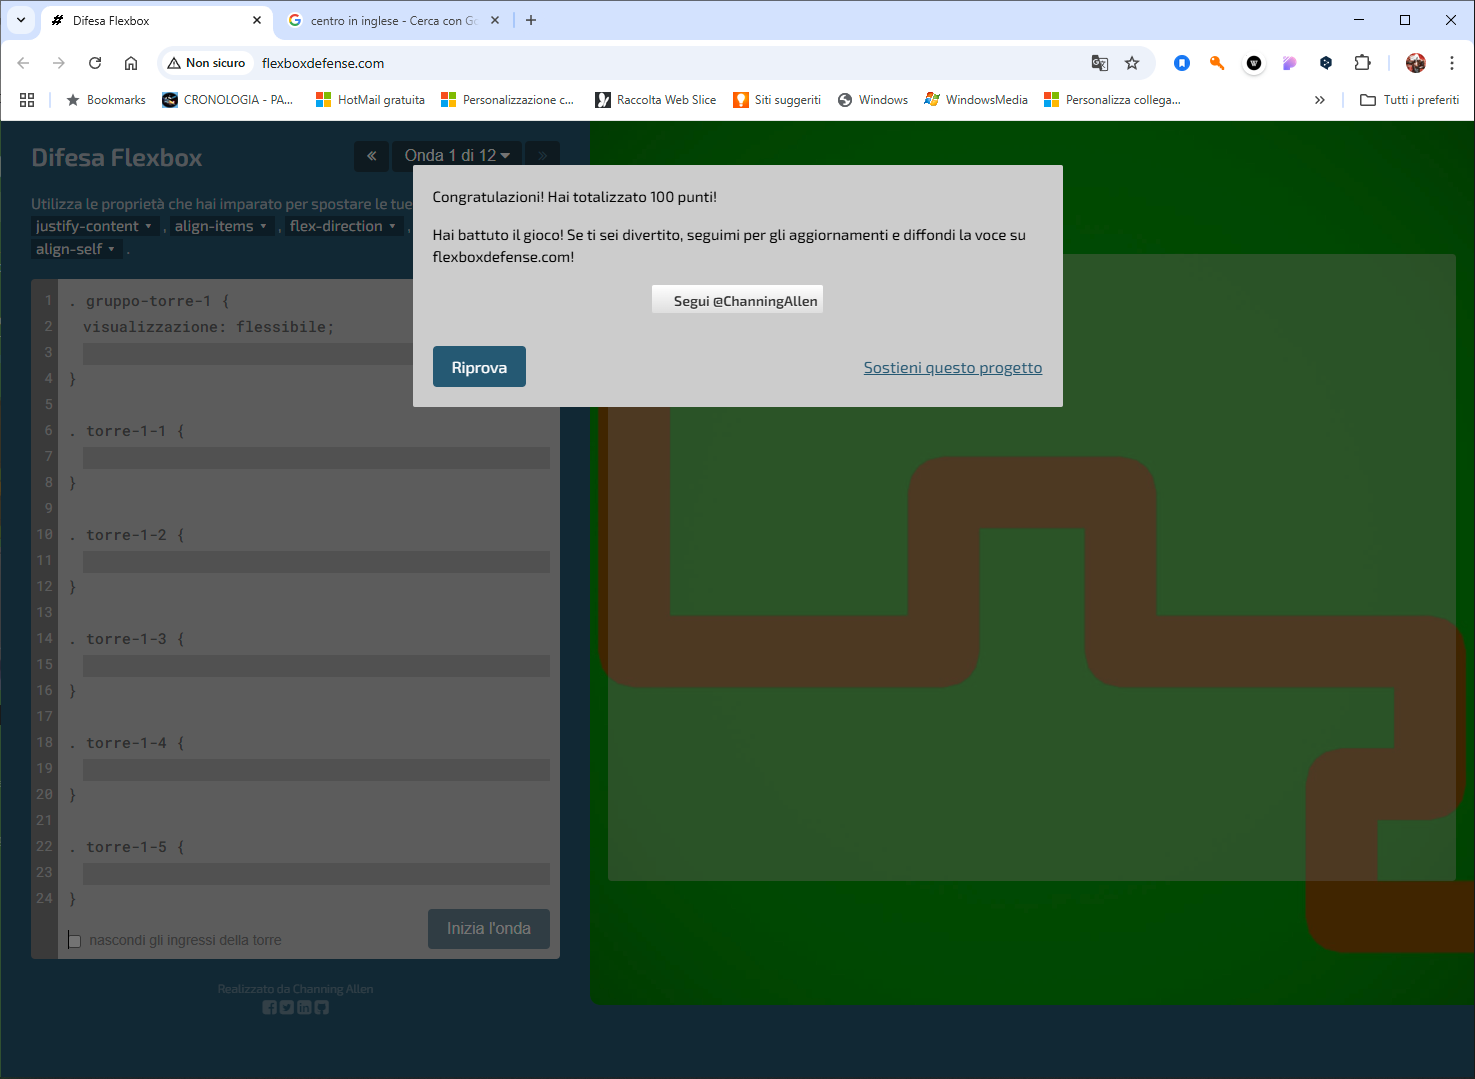 Difesa Flexbox
centro in inglese - Cerca con Go
Non sicuro
flexboxdefense.com
Bookmarks
CRONOLOGIA - PA...
HotMail gratuita
Personalizzazione c...
Raccolta Web Slice
Siti suggeriti
Windows
WindowsMedia
Personalizza collega...
Tutti i preferiti
Difesa Flexbox
« Onda 1 di 12 »
Utilizza le proprietà che hai imparato per spostare le tue
justify-content , align-items , flex-direction ,
align-self .
1 . gruppo-torre-1 {
2 visualizzazione: flessibile;
3
4 }
5
6 . torre-1-1 {
7
8 }
9
10 . torre-1-2 {
11
12 }
13
14 . torre-1-3 {
15
16 }
17
18 . torre-1-4 {
19
20 }
21
22 . torre-1-5 {
23
24 }
nascondi gli ingressi della torre
Inizia l'onda
Realizzato da Channing Allen
Congratulazioni! Hai totalizzato 100 punti!
Hai battuto il gioco! Se ti sei divertito, seguimi per gli aggiornamenti e diffondi la voce su
flexboxdefense.com!
Segui @ChanningAllen
Riprova
Sostieni questo progetto